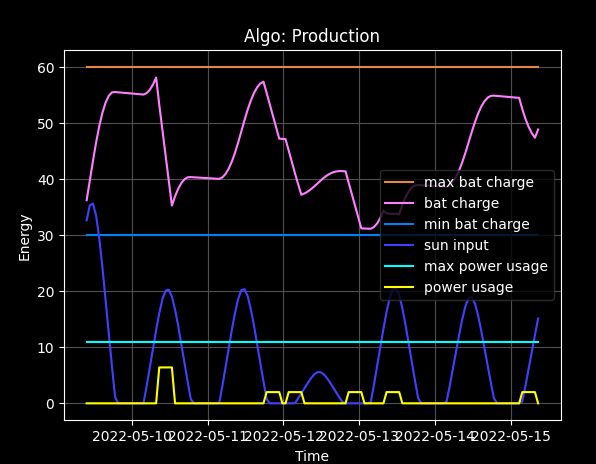 Algo: Production
60
50
40
30
20
10
0
Energy
max bat charge
bat charge
min bat charge
sun input
max power usage
power usage
2022-05-10
2022-05-11
2022-05-12
2022-05-13
2022-05-14
2022-05-15
Time